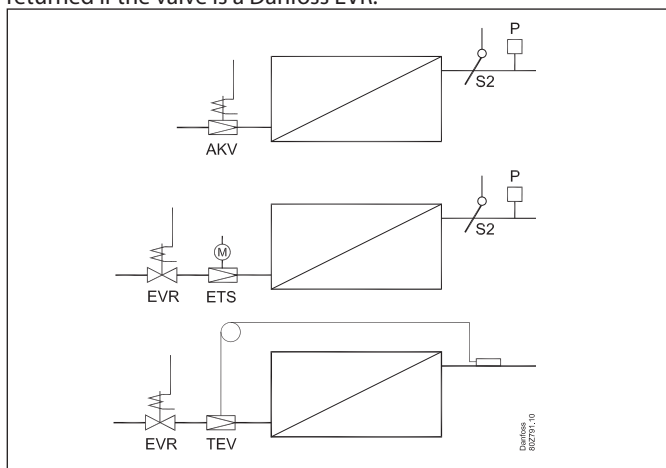 returned if the valve is a Danfoss EVR.
P
S2
AKV
P
S2
M
EVR ETS
EVR TEV
Danfoss
80Z791.10